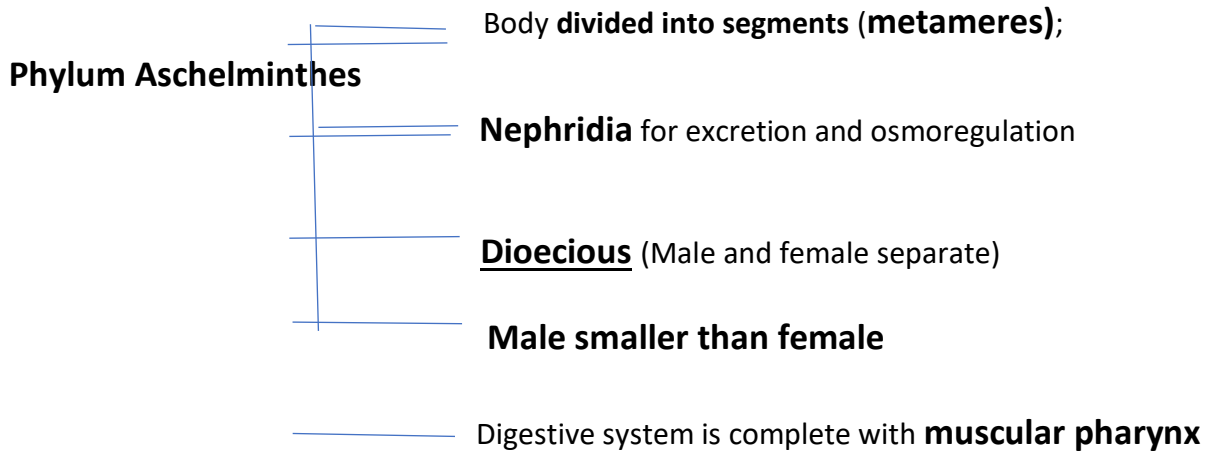 Body divided into segments (metameres);
Phylum Aschelminthes
Nephridia for excretion and osmoregulation
Dioecious (Male and female separate)
Male smaller than female
Digestive system is complete with muscular pharynx